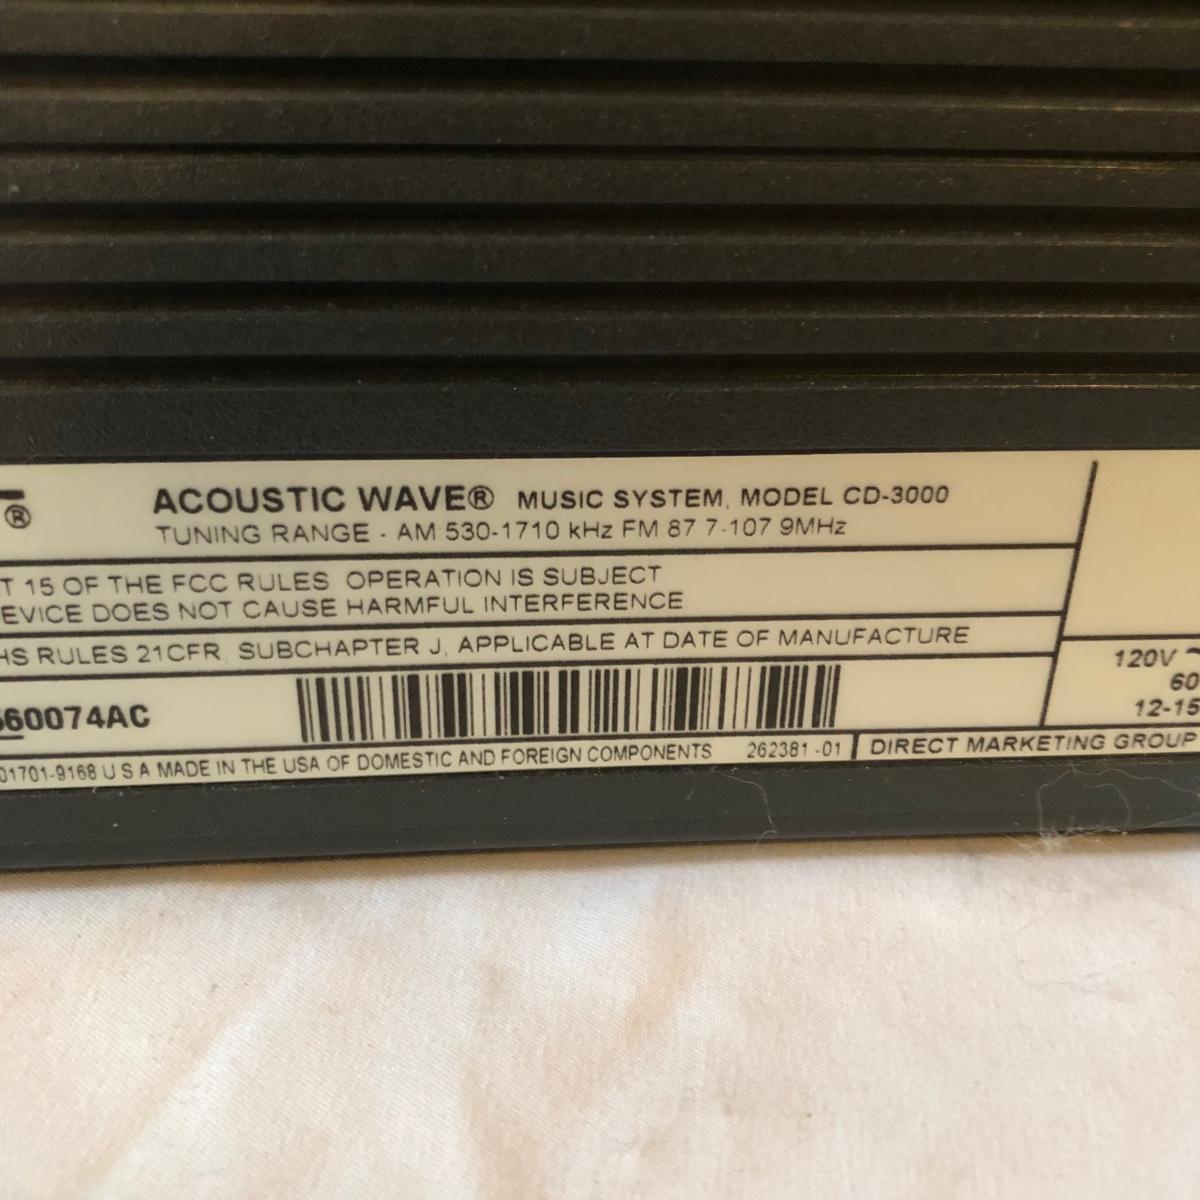 ®
ACOUSTIC WAVE® MUSIC SYSTEM, MODEL CD-3000
TUNING RANGE - AM 530-1710 kHz FM 87 7-107 9MHz
T 15 OF THE FCC RULES OPERATION IS SUBJECT
EVICE DOES NOT CAUSE HARMFUL INTERFERENCE
HS RULES 21CFR, SUBCHAPTER J, APPLICABLE AT DATE OF MANUFACTURE
120V ~
60
12-15
60074AC
01701-9168 U S A MADE IN THE USA OF DOMESTIC AND FOREIGN COMPONENTS 262381 -01 DIRECT MARKETING GROUP